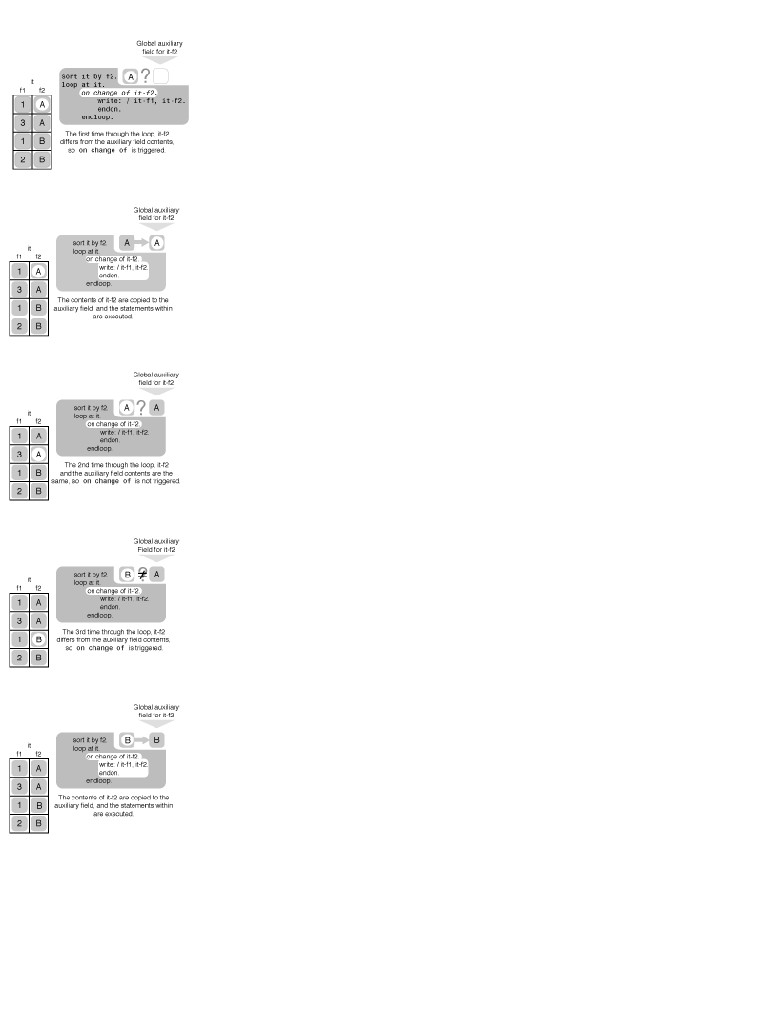 Global auxiliary
field for it-f2
sort it by f2.
A ?
loop at it.
on change of it-f2.
write: / it-f1, it-f2.
endon.
endloop.
it
f1 f2
1 A
3 A
1 B
2 B
The first time through the loop, it-f2
differs from the auxiliary field contents,
so on change of is triggered.
Global auxiliary
field for it-f2
sort it by f2.
A A
loop at it.
on change of it-f2.
write: / it-f1, it-f2.
endon.
endloop.
it
f1 f2
1 A
3 A
1 B
2 B
The contents of it-f2 are copied to the
auxiliary field, and the statements within
are executed.
Global auxiliary
field for it-f2
sort it by f2.
A ? A
loop at it.
on change of it-f2.
write: / it-f1, it-f2.
endon.
endloop.
it
f1 f2
1 A
3 A
1 B
2 B
The 2nd time through the loop, it-f2
and the auxiliary field contents are the
same, so on change of is not triggered.
Global auxiliary
Field for it-f2
sort it by f2.
B ≠ A
loop at it.
on change of it-f2.
write: / it-f1, it-f2.
endon.
endloop.
it
f1 f2
1 A
3 A
1 B
2 B
The 3rd time through the loop, it-f2
differs from the auxiliary field contents,
so on change of is triggered.
Global auxiliary
field for it-f2
sort it by f2.
B B
loop at it.
on change of it-f2.
write: / it-f1, it-f2.
endon.
endloop.
it
f1 f2
1 A
3 A
1 B
2 B
The contents of it-f2 are copied to the
auxiliary field, and the statements within
are executed.